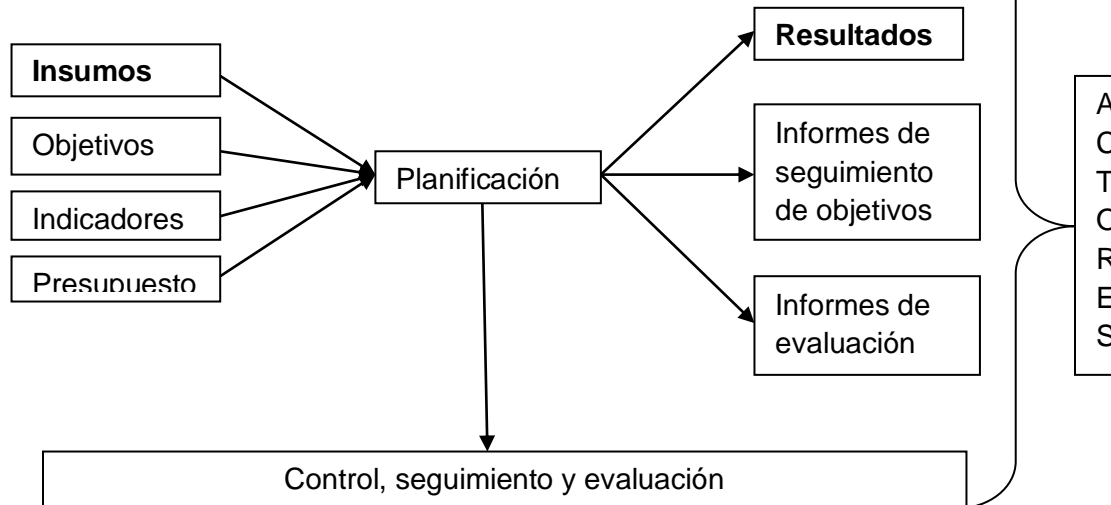 Insumos
Objetivos
Indicadores
Presupuesto
Planificación
Resultados
Informes de
seguimiento
de objetivos
Informes de
evaluación
A
C
T
O
R
E
S
Control, seguimiento y evaluación